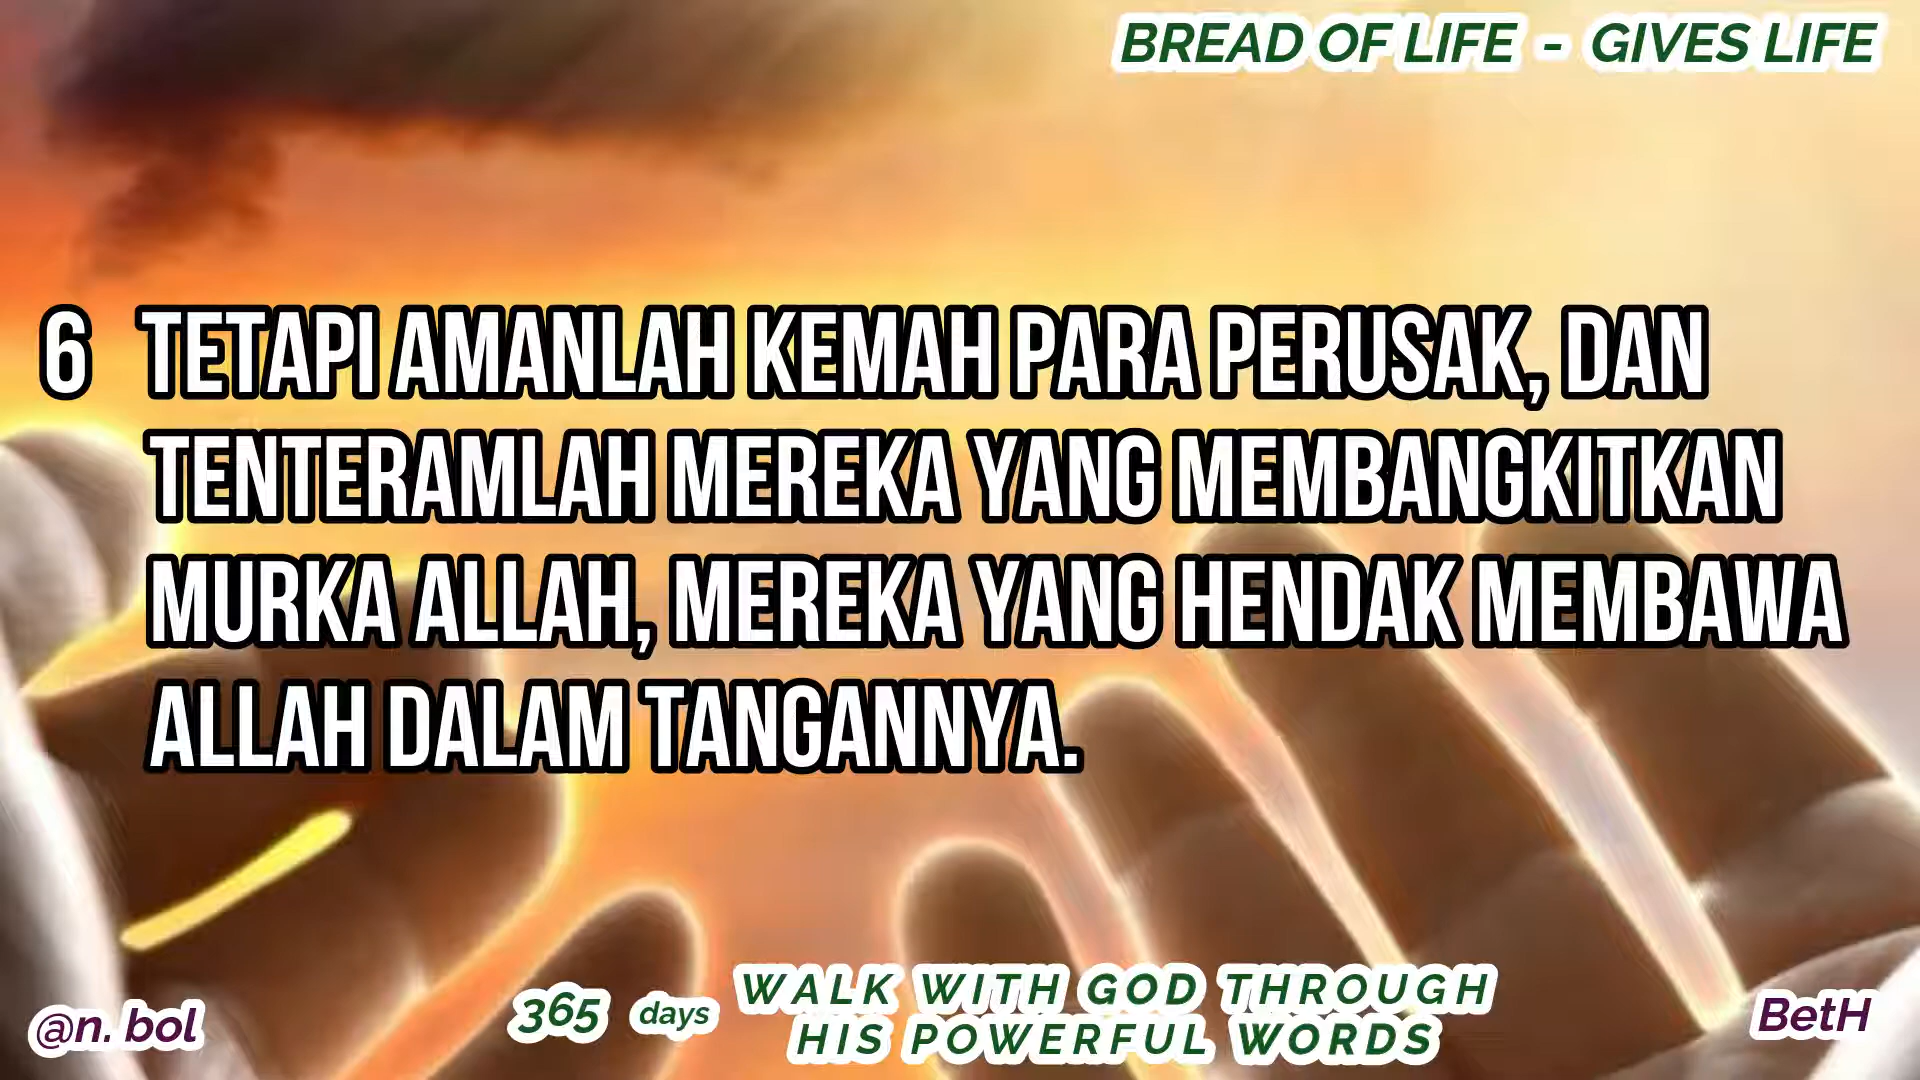 BREAD OF LIFE - GIVES LIFE
6 TETAPI AMANLAH KEMAH PARA PERUSAK, DAN
TENTERAMLAH MEREKA YANG MEMBANGKITKAN
MURKA ALLAH, MEREKA YANG HENDAK MEMBAWA
ALLAH DALAM TANGANNYA.
@n. bol
365 days
WALK WITH GOD THROUGH
HIS POWERFUL WORDS
BetH